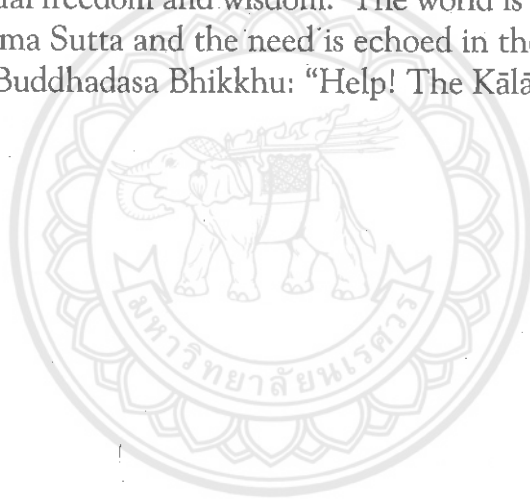 ual freedom and wisdom. The world is
ma Sutta and the need is echoed in the
Buddhadasa Bhikkhu: “Help! The Kālā
มหาวิทยาลัยนเรศวร